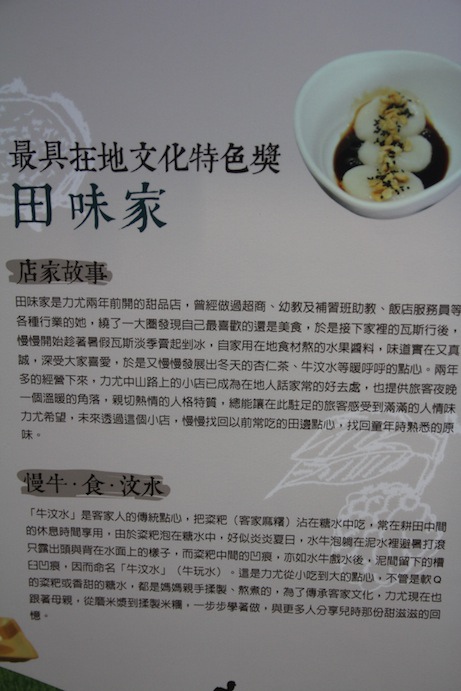 最具在地文化特色獎
田味家
店家故事
田味家是力尤兩年前開的甜品店，曾經做過超商、幼教及補習班助教、飯店服務員等
各種行業的她，繞了一大圈發現自己最喜歡的還是美食，於是接下家裡的瓦斯行後，
慢慢開始趁著暑假瓦斯淡季賣起剉冰，自家用在地食材熬的水果醬料，味道實在又真
誠，深受大家喜愛，於是又慢慢發展出冬天的杏仁茶、牛汶水等暖呼呼的點心。兩年
多的經營下來，力尤中山路上的小店已成為在地人話家常的好去處，也提供旅客夜晚
一個溫暖的角落，親切熱情的人格特質，總能讓在此駐足的旅客感受到滿滿的人情味
力尤希望，未來透過這個小店，慢慢找回以前常吃的田邊點心，找回童年時熟悉的原
味。
慢牛·食·汶水
「牛汶水」是客家人的傳統點心，把粢粑（客家麻糬）沾在糖水中吃，常在耕田中間
的休息時間享用，由於粢粑泡在糖水中，好似炎炎夏日，水牛泡躺在泥水裡避暑打滾
只露出頭與背在水面上的樣子，而粢粑中間的凹痕，亦如水牛戲水後，泥間留下的糟
臼凹痕，因而命名「牛汶水」（牛玩水）。這是力尤從小吃到大的點心，不管是軟Q
的粢粑或香甜的糖水，都是媽媽親手揉製、熬煮的，為了傳承客家文化，力尤現在也
跟著母親，從磨米漿到揉製米糰，一步步學著做，與更多人分享兒時那份甜滋滋的回
憶。